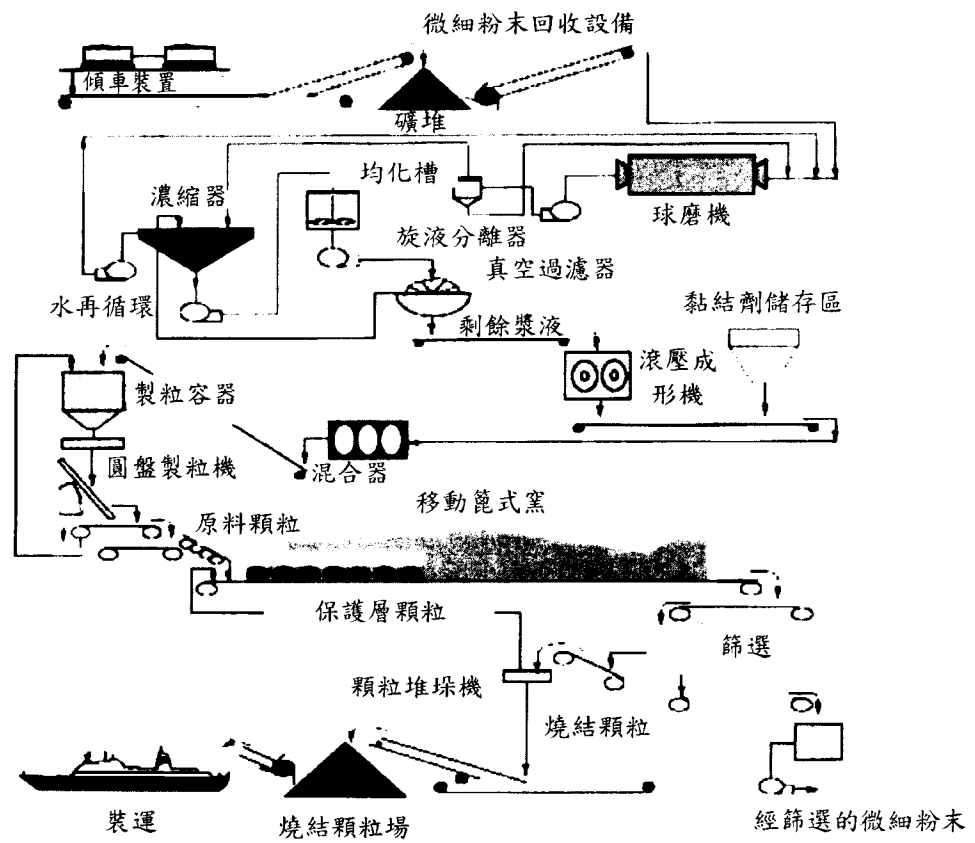 微細粉末回收設備
傾車裝置
礦堆
均化槽
濃縮器
球磨機
旋液分離器
真空過濾器
水再循環
黏結劑儲存區
剩餘漿液
滾壓成
形機
製粒容器
圓盤製粒機
混合器
移動篦式窑
原料顆粒
保護層顆粒
篩選
顆粒堆垛機
燒結顆粒
裝運
燒結顆粒場
經篩選的微細粉末